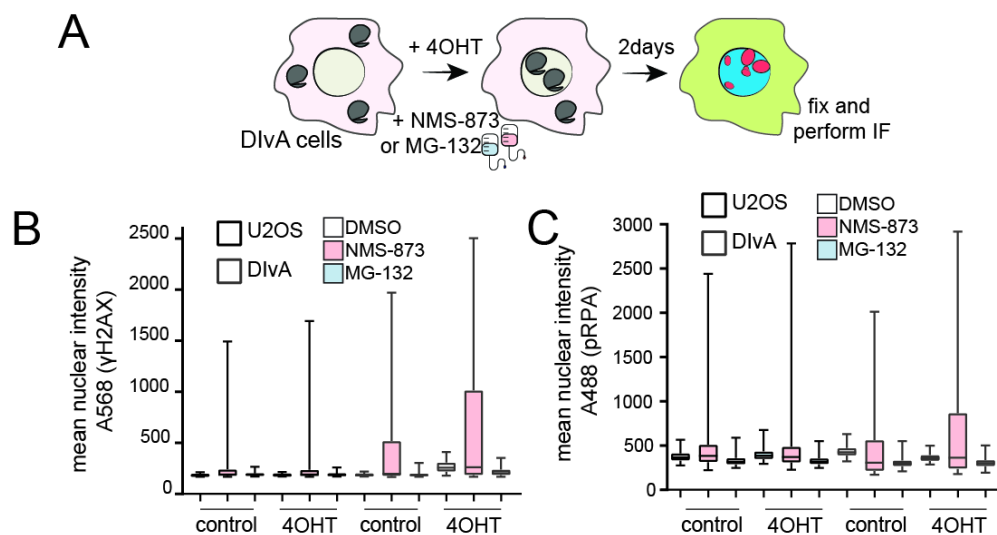 A
+ 4OHT
2days
DIvA cells
+ NMS-873
or MG-132
fix and
perform IF
B
U2OS
DIvA
DMSO
NMS-873
MG-132
mean nuclear intensity
A568 (γH2AX)
2500
2000
1500
1000
500
0
control
4OHT
control
4OHT
C
U2OS
DIvA
DMSO
NMS-873
MG-132
mean nuclear intensity
A488 (pRPA)
3000
2500
3000
1500
1000
500
0
control
4OHT
control
4OHT